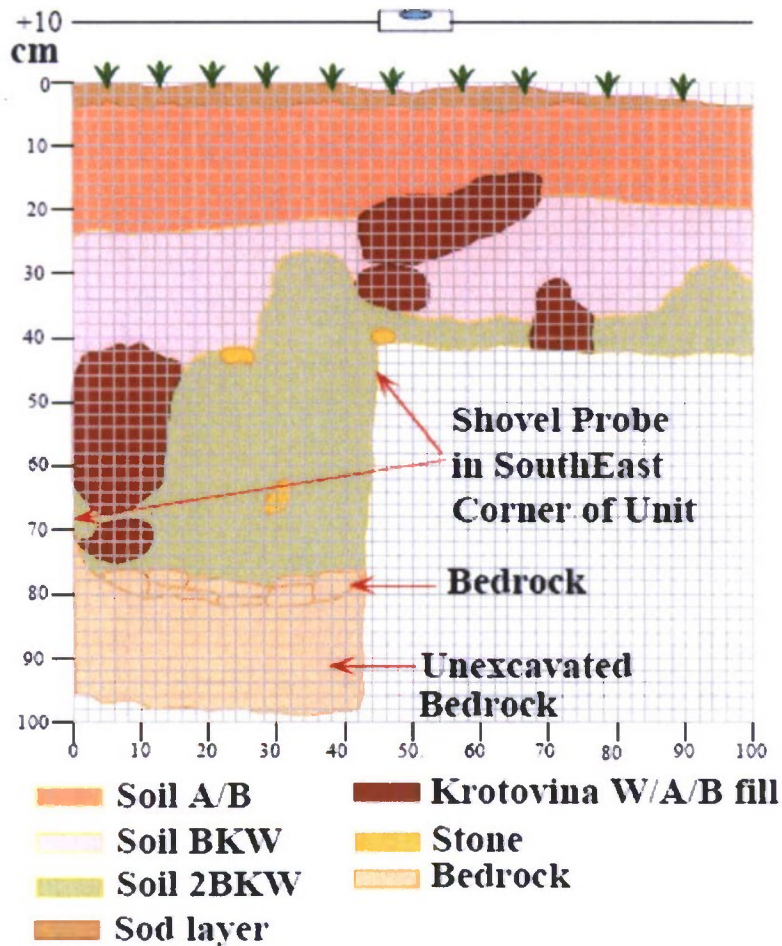 +10
cm
0
10
20
30
40
50
60
70
80
90
100
Shovel Probe
in SouthEast
Corner of Unit
Bedrock
Unexcavated
Bedrock
0 10 20 30 40 50 60 70 80 90 100
Soil A/B
Krotovina W/A/B fill
Soil BKW
Stone
Soil 2BKW
Bedrock
Sod layer